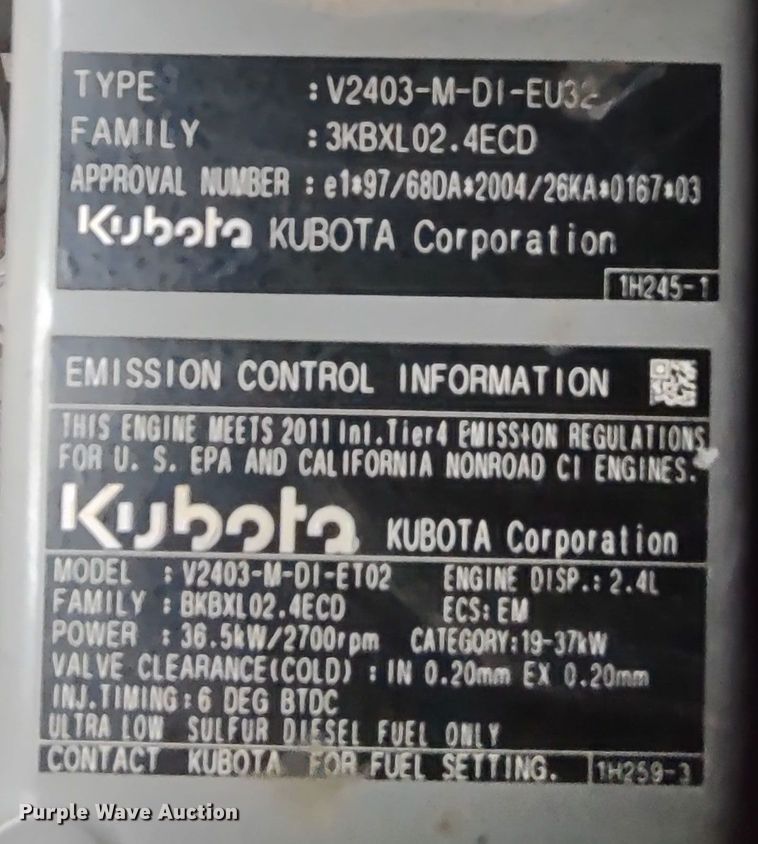 TYPE : V2403-M-DI-EU32
FAMILY : 3KBXL02.4ECD
APPROVAL NUMBER : e1*97/68DA*2004/26KA*0167*03
Kubota KUBOTA Corporation
1H245-1
EMISSION CONTROL INFORMATION
THIS ENGINE MEETS 2011 Int.Tier4 EMISSION REGULATIONS
FOR U. S. EPA AND CALIFORNIA NONROAD CI ENGINES.
Kubota KUBOTA Corporation
MODEL : V2403-M-DI-ET02 ENGINE DISP.: 2.4L
FAMILY : BKBXL02.4ECD ECS: EM
POWER : 36.5kW/2700rpm CATEGORY:19-37kW
VALVE CLEARANCE(COLD) : IN 0.20mm EX 0.20mm
INJ.TIMING:6 DEG BTDC
ULTRA LOW SULFUR DIESEL FUEL ONLY
CONTACT KUBOTA FOR FUEL SETTING. 1H259-3
Purple Wave Auction